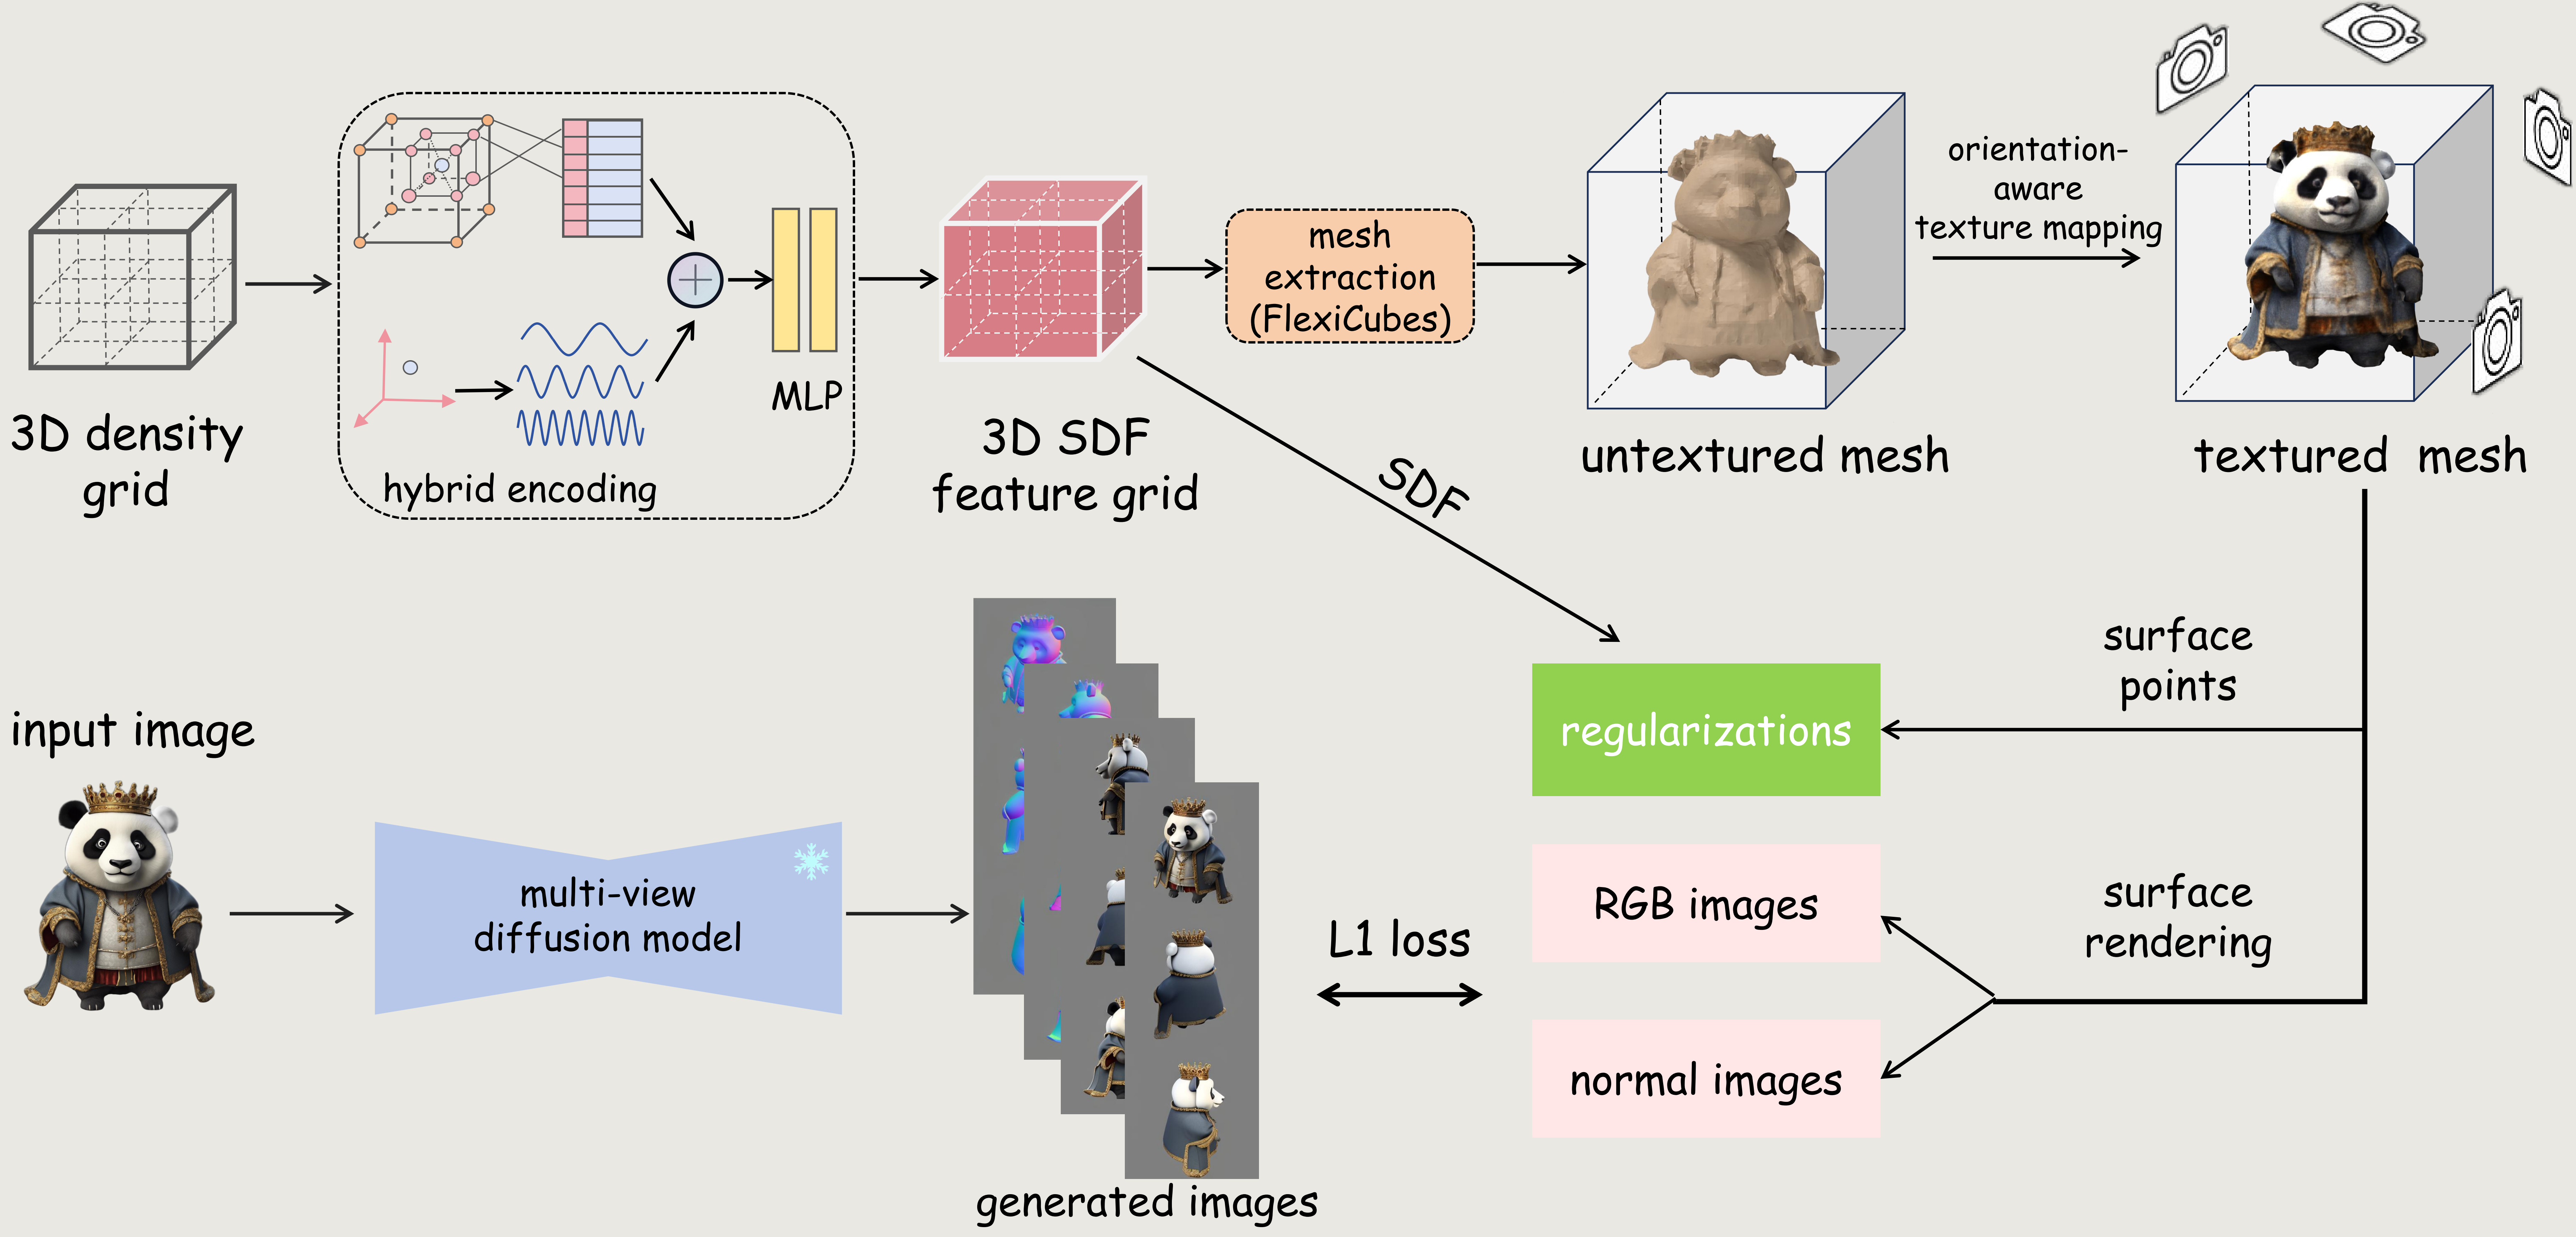 3D density
grid
hybrid encoding
MLP
3D SDF
feature grid
mesh
extraction
(FlexiCubes)
untextured mesh
orientation-
aware
texture mapping
textured mesh
SDF
input image
multi-view
diffusion model
generated images
L1 loss
regularizations
RGB images
normal images
surface
points
surface
rendering